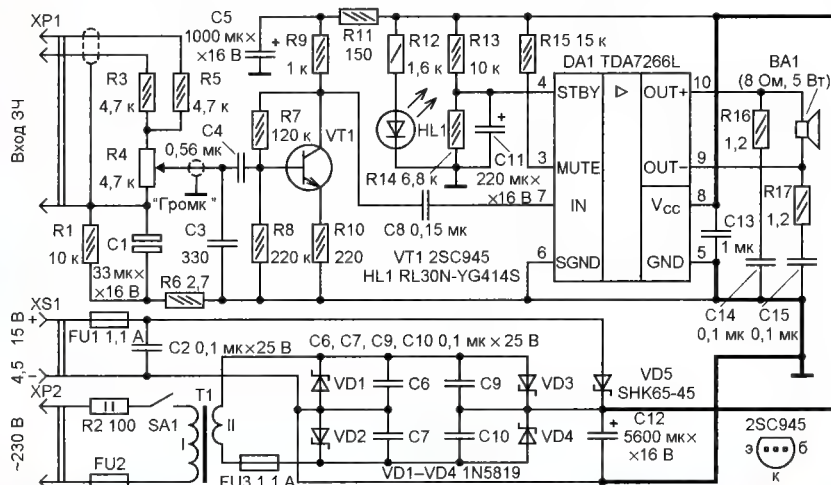 XP1
Вход ЗЧ
R3
4,7 к
R5
4,7 к
R4
4,7 к
"Громк"
R1
10 к
C1
33 мк×
×16 В
R6 2,7
C3
330
C4
0,56 мк
C5
1000 мк×
×16 В
+
R9
1 к
R11
150
R7
120 к
VT1
R8
220 к
R10
220
R12
1,6 к
HL1
R13
10 к
R14 6,8 к
+
C11
220 мк×
×16 В
R15 15 к
C8 0,15 мк
VT1 2SC945
HL1 RL30N-YG414S
DA1 TDA7266L
4
STBY
3
MUTE
7
IN
6
SGND
OUT+
10
OUT−
9
Vcc
8
GND
5
BA1
(8 Ом, 5 Вт)
R16
1,2
R17
1,2
C13
1 мк
C14
0,1 мк
C15
0,1 мк
XS1
4,5
15 В
+
−
FU1 1,1 А
C2 0,1 мк×25 В
C6, C7, C9, C10 0,1 мк×25 В
XP2
~230 В
R2 100
SA1
FU2
T1
I
II
FU3 1,1 А
VD1
VD2
C6
C7
C9
C10
VD3
VD4
VD1–VD4 1N5819
VD5
SHK65-45
+
C12
5600 мк×
×16 В
2SC945
э
б
к